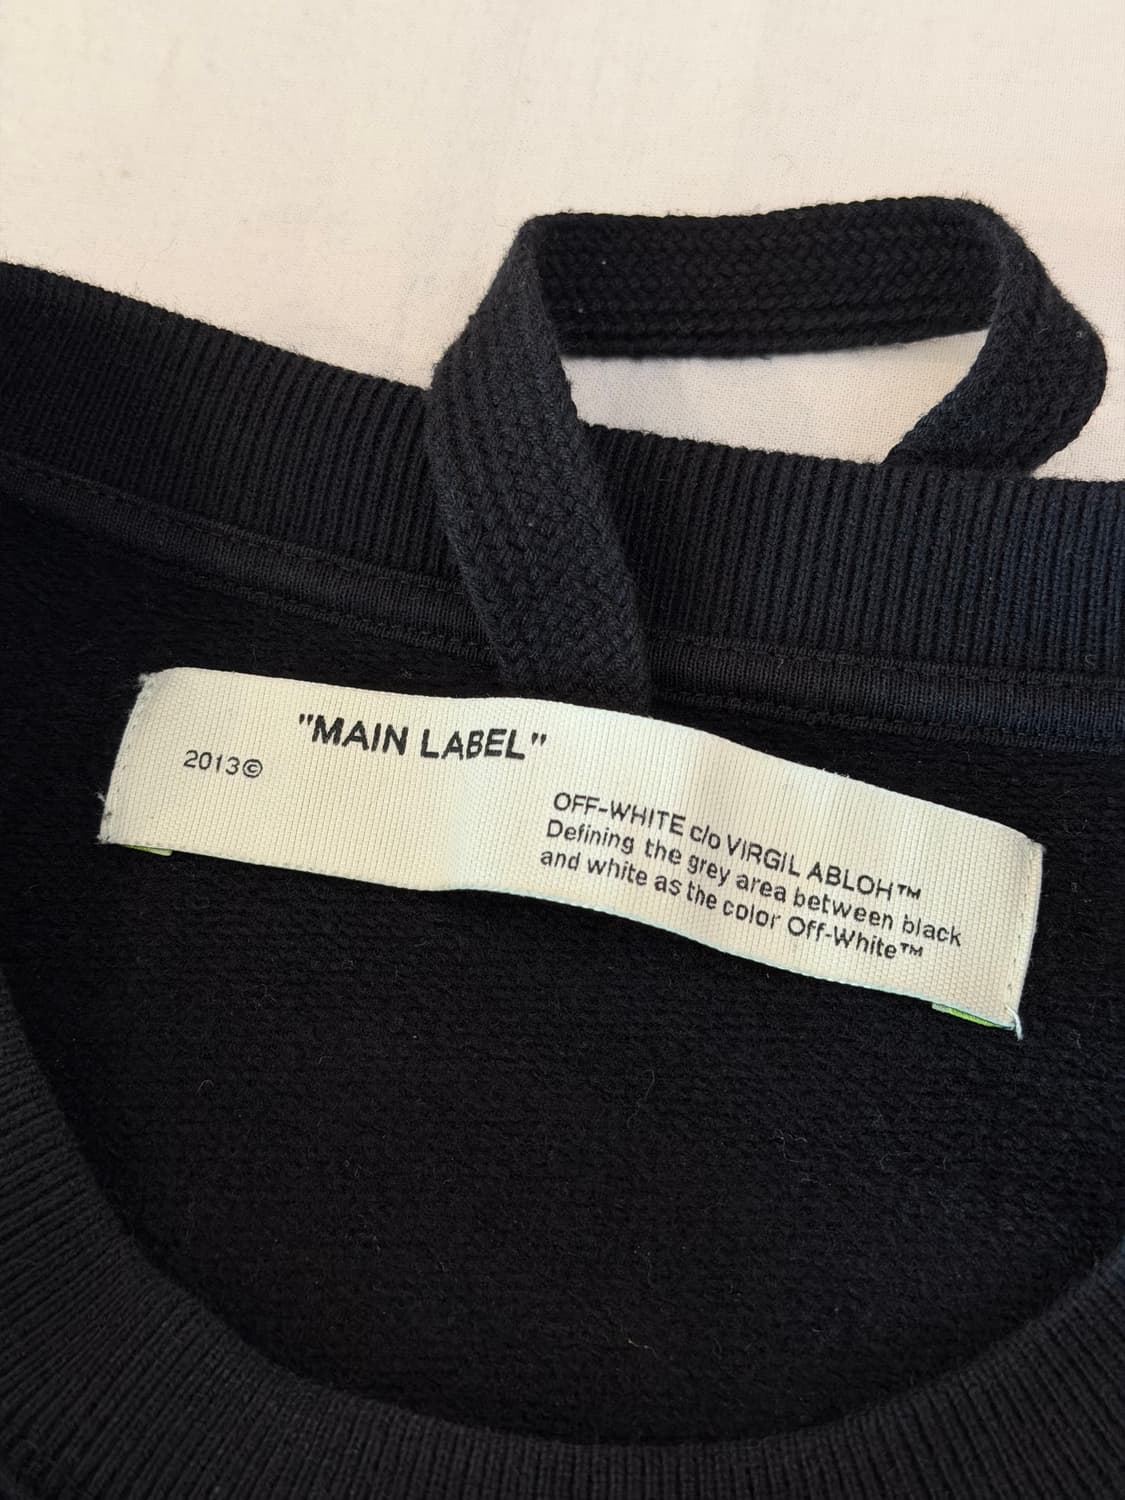 "MAIN LABEL"
2013©
OFF-WHITE c/o VIRGIL ABLOH™
Defining the grey area between black
and white as the color Off-White™